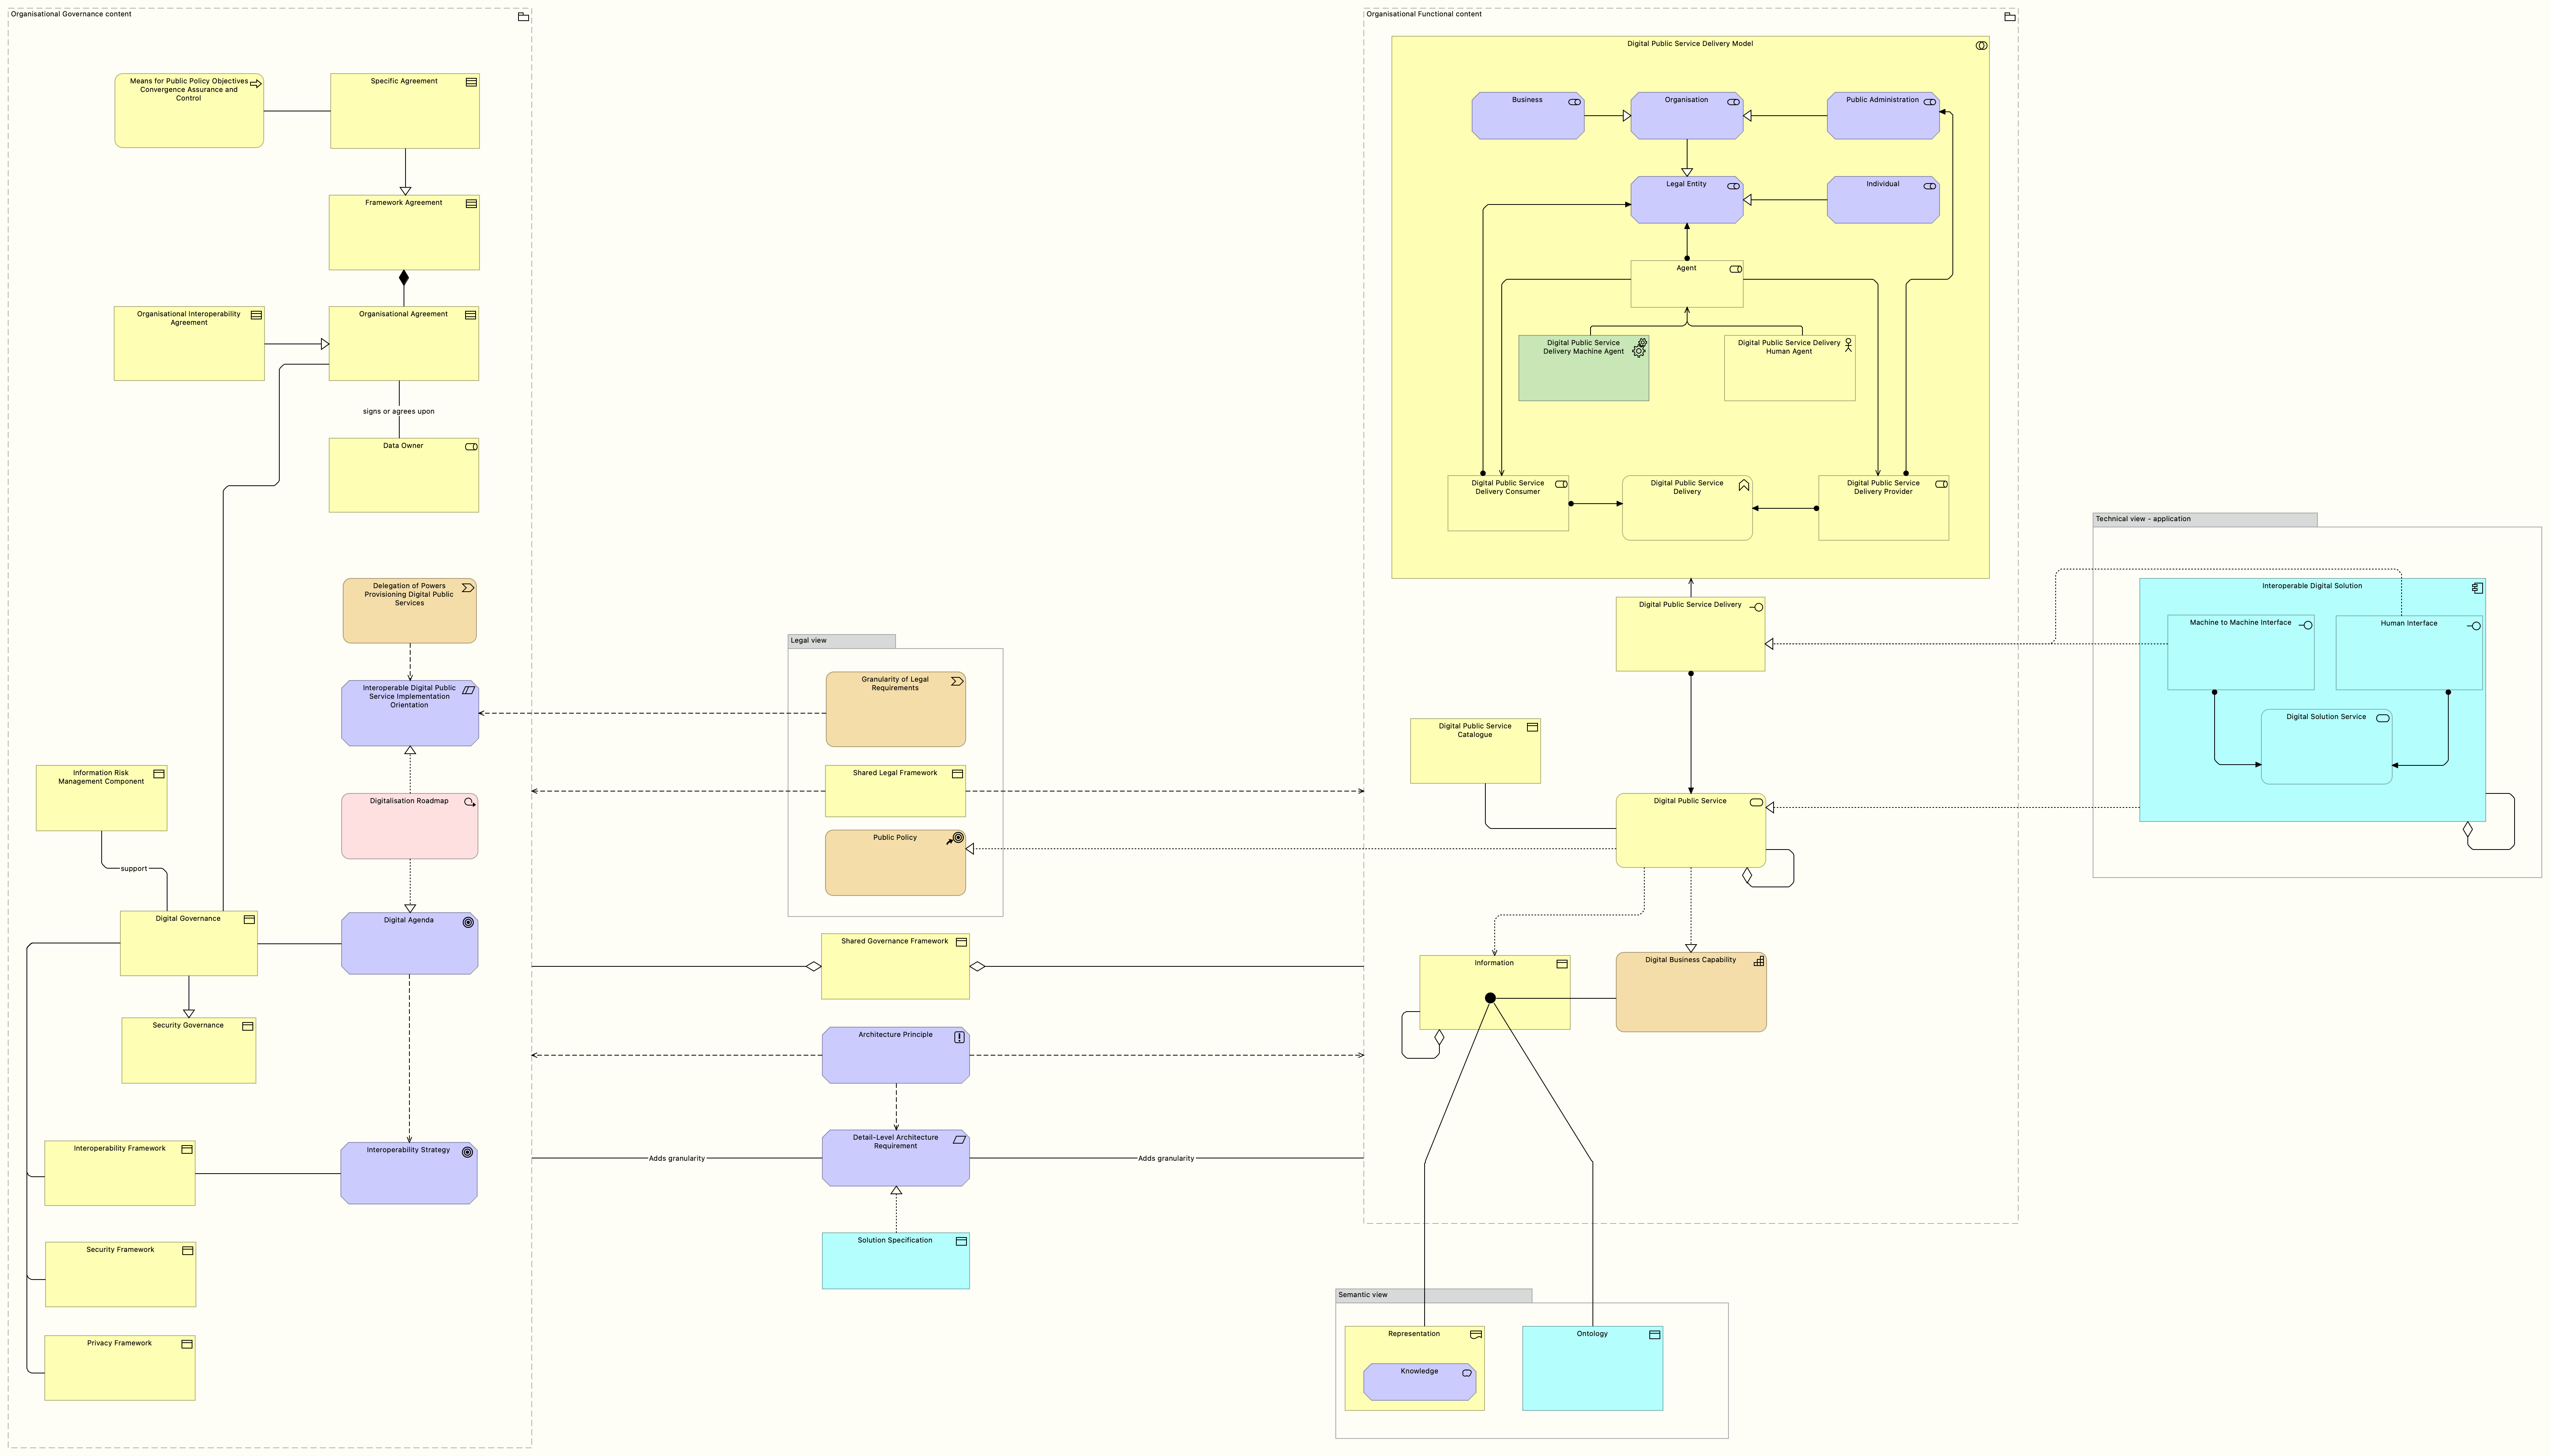 Organisational Governance content
Means for Public Policy Objectives
Convergence Assurance and
Control
Specific Agreement
Framework Agreement
Organisational Interoperability
Agreement
Organisational Agreement
signs or agrees upon
Data Owner
Delegation of Powers
Provisioning Digital Public
Services
Interoperable Digital Public
Service Implementation
Orientation
Information Risk
Management Component
Digitalisation Roadmap
support
Digital Governance
Digital Agenda
Security Governance
Interoperability Framework
Interoperability Strategy
Security Framework
Privacy Framework
Legal view
Granularity of Legal
Requirements
Shared Legal Framework
Public Policy
Shared Governance Framework
Architecture Principle
Detail-Level Architecture
Requirement
Adds granularity
Adds granularity
Solution Specification
Organisational Functional content
Digital Public Service Delivery Model
Business
Organisation
Public Administration
Legal Entity
Individual
Agent
Digital Public Service
Delivery Machine Agent
Digital Public Service Delivery
Human Agent
Digital Public Service
Delivery Consumer
Digital Public Service
Delivery
Digital Public Service
Delivery Provider
Digital Public Service Delivery
Digital Public Service
Catalogue
Digital Public Service
Information
Digital Business Capability
Technical view - application
Interoperable Digital Solution
Machine to Machine Interface
Human Interface
Digital Solution Service
Semantic view
Representation
Knowledge
Ontology